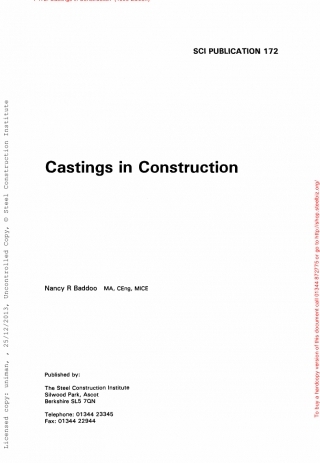 SCI PUBLICATION 172
Castings in Construction
Nancy R Baddoo MA, CEng, MICE
Published by:
The Steel Construction Institute
Silwood Park, Ascot
Berkshire SL5 7QN
Telephone: 01344 23345
Fax: 01344 22944
Licensed copy: uniman, , 25/12/2013, Uncontrolled Copy, © Steel Construction Institute
To buy a hardcopy version of this document call 01344 872775 or go to http://shop.steelbiz.org/